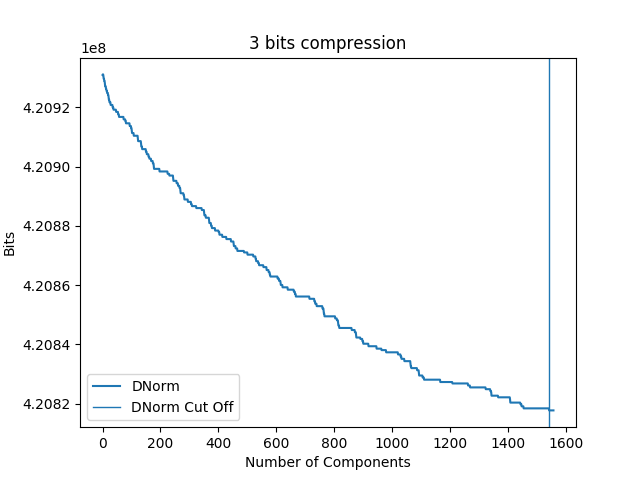 3 bits compression
1e8
4.2092
4.2090
4.2088
4.2086
4.2084
4.2082
Bits
DNorm
DNorm Cut Off
0 200 400 600 800 1000 1200 1400 1600
Number of Components